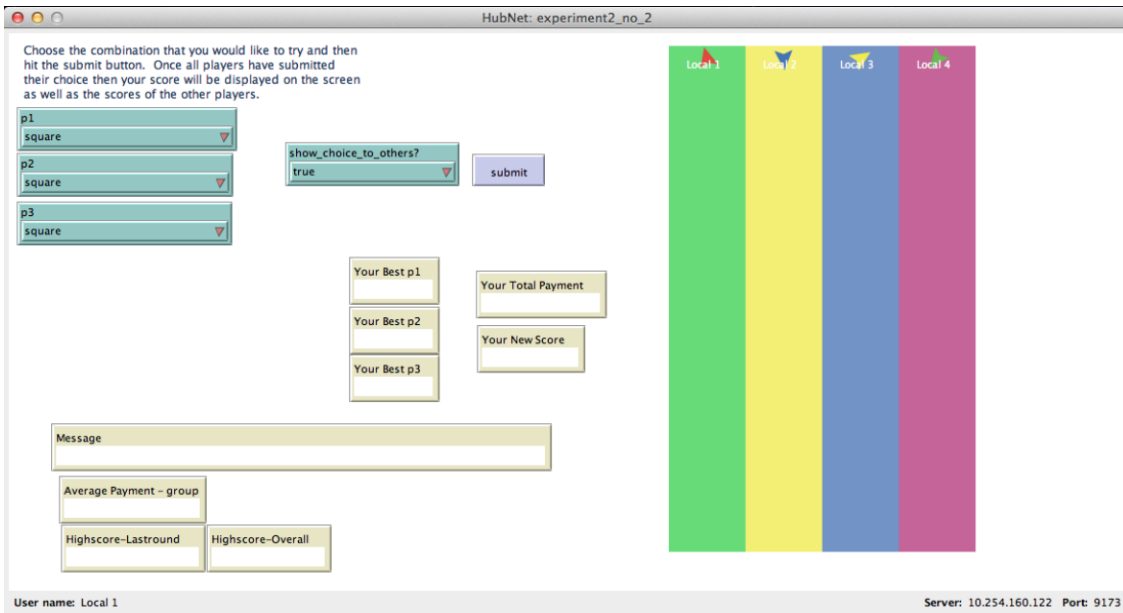 HubNet: experiment2_no_2
Choose the combination that you would like to try and then
hit the submit button.  Once all players have submitted
their choice then your score will be displayed on the screen
as well as the scores of the other players.
p1
square
p2
square
p3
square
show_choice_to_others?
true
submit
Your Best p1
Your Best p2
Your Best p3
Your Total Payment
Your New Score
Message
Average Payment - group
Highscore-Lastround
Highscore-Overall
Local 1
Local 2
Local 3
Local 4
User name: Local 1
Server: 10.254.160.122 Port: 9173